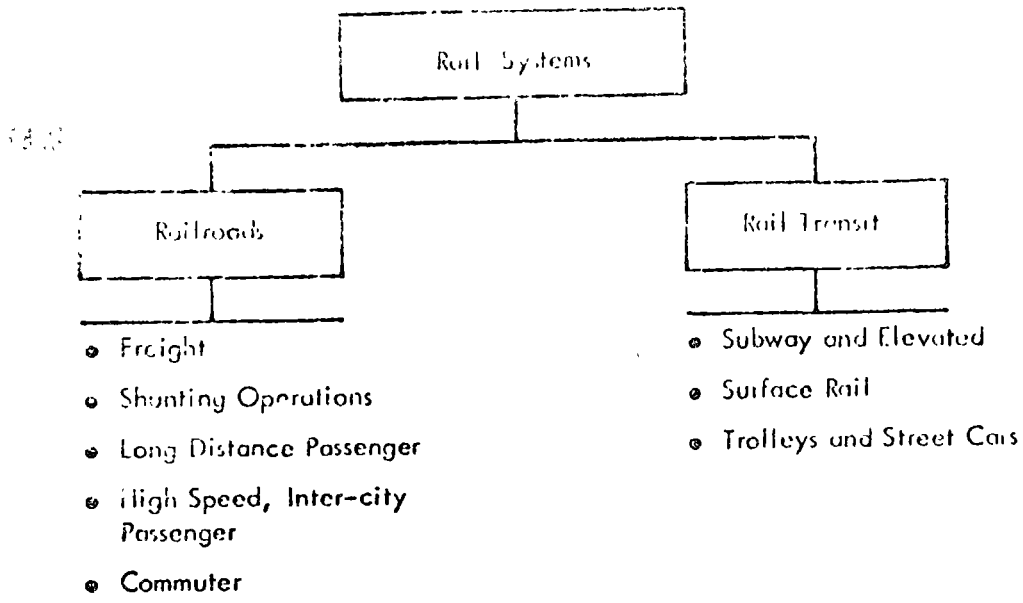 Rail Systems
Railroads
Rail Transit
• Freight
• Shunting Operations
• Long Distance Passenger
• High Speed, Inter-city
Passenger
• Commuter
• Subway and Elevated
• Surface Rail
• Trolleys and Street Cars